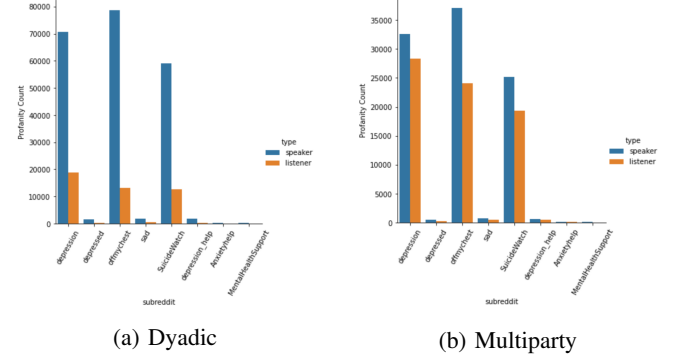 80000
70000
60000
50000
40000
30000
20000
10000
0
Profanity Count
type
speaker
listener
depression
depressed
offmychest
sad
SuicideWatch
depression_help
Anxietyhelp
MentalHealthSupport
subreddit
(a) Dyadic
35000
30000
25000
20000
15000
10000
5000
0
Profanity Count
type
speaker
listener
depression
depressed
offmychest
sad
SuicideWatch
depression_help
Anxietyhelp
MentalHealthSupport
subreddit
(b) Multiparty